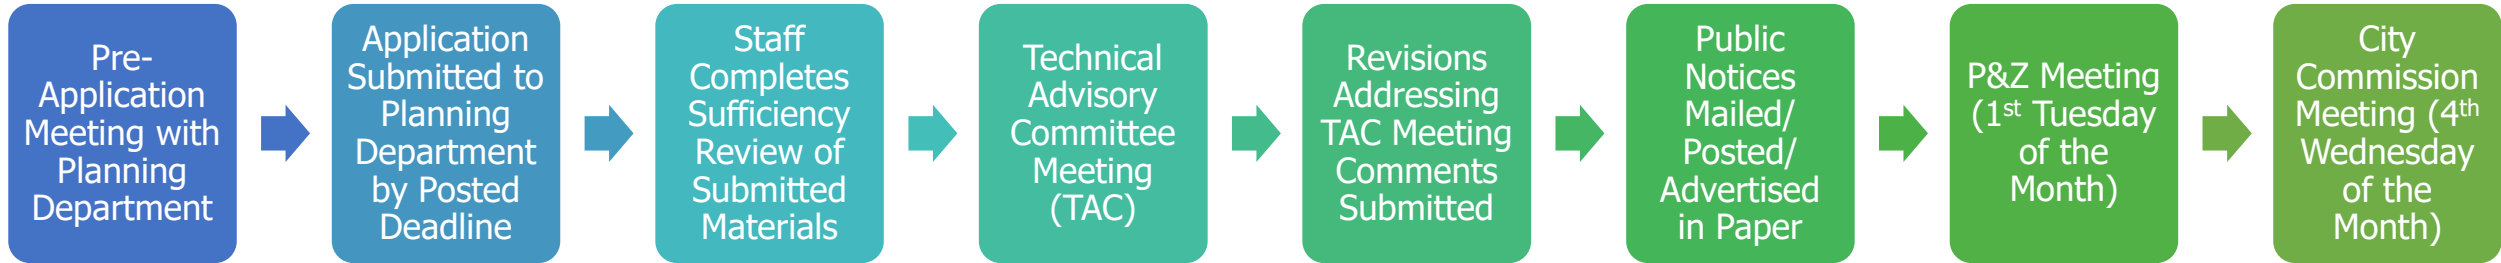 Pre-
Application
Meeting with
Planning
Department
Application
Submitted to
Planning
Department
by Posted
Deadline
Staff
Completes
Sufficiency
Review of
Submitted
Materials
Technical
Advisory
Committee
Meeting
(TAC)
Revisions
Addressing
TAC Meeting
Comments
Submitted
Public
Notices
Mailed/
Posted/
Advertised
in Paper
P&Z Meeting
(1st Tuesday
of the
Month)
City
Commission
Meeting (4th
Wednesday
of the
Month)